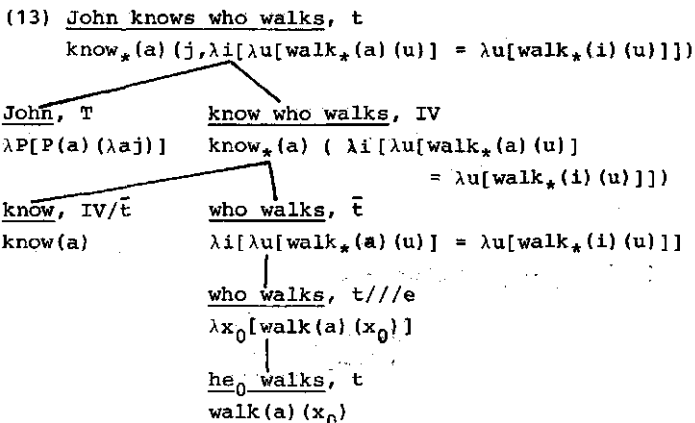 (13) John knows who walks, t
know*(a)(j,λi[λu[walk*(a)(u)] = λu[walk*(i)(u)]])
John, T know who walks, IV
λP[P(a)(λaj)] know*(a) ( λi[λu[walk*(a)(u)]
= λu[walk*(i)(u)]])
know, IV/t̄ who walks, t̄
know(a) λi[λu[walk*(a)(u)] = λu[walk*(i)(u)]]
who walks, t///e
λx₀[walk(a)(x₀)]
he₀ walks, t
walk(a)(x₀)